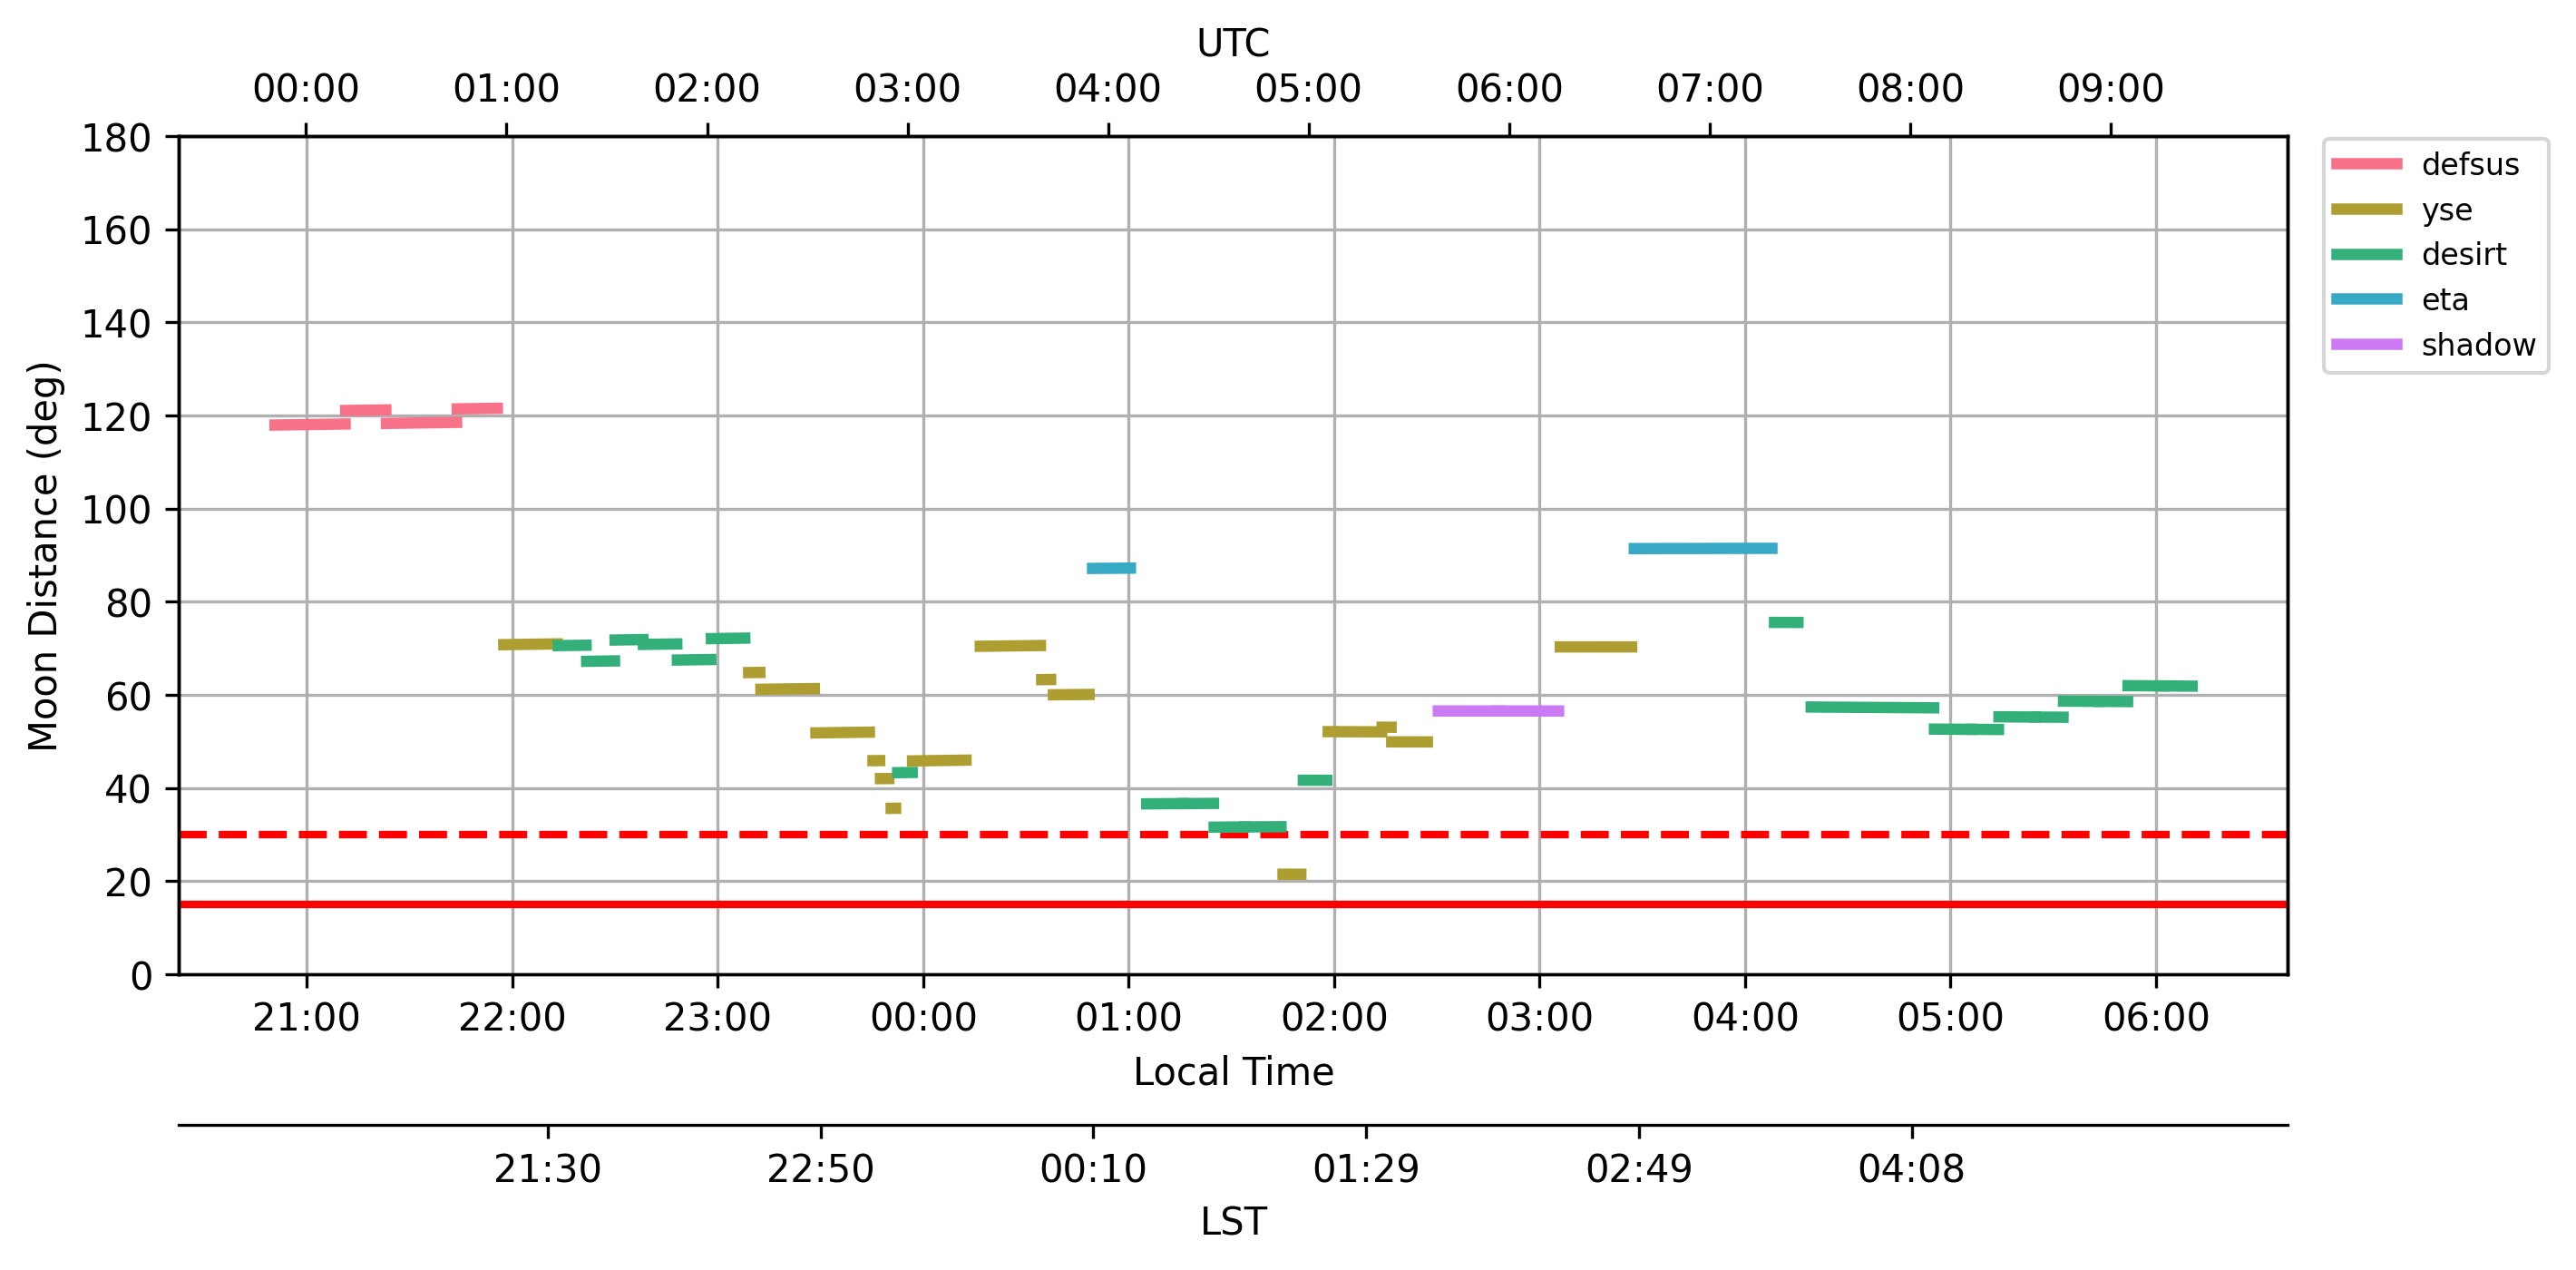 UTC
00:00 01:00 02:00 03:00 04:00 05:00 06:00 07:00 08:00 09:00
Moon Distance (deg)
180
160
140
120
100
80
60
40
20
0
defsus
yse
desirt
eta
shadow
21:00 22:00 23:00 00:00 01:00 02:00 03:00 04:00 05:00 06:00
Local Time
21:30 22:50 00:10 01:29 02:49 04:08
LST